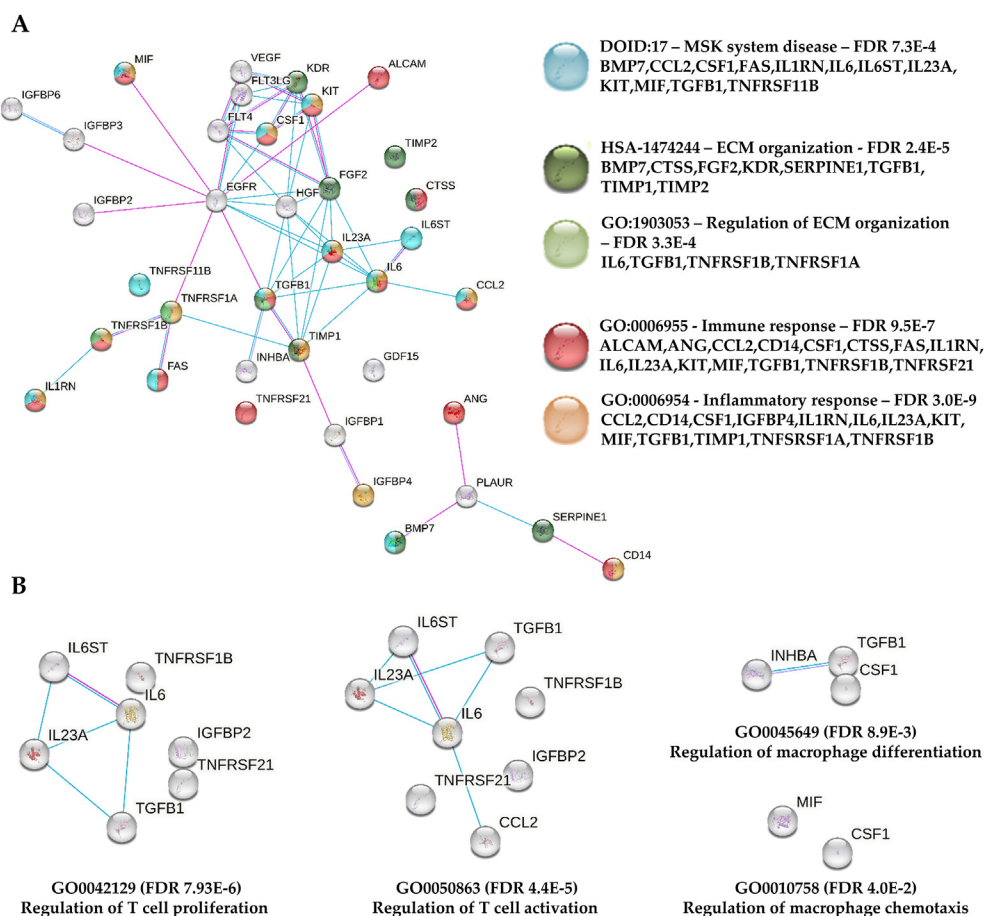 A
MIF
VEGF
FLT3LG
KDR
ALCAM
KIT
IGFBP6
IGFBP3
FLT4
CSF1
TIMP2
EGFR
FGF2
HGF
CTSS
IGFBP2
IL23A
IL6ST
TNFRSF11B
IL6
TNFRSF1A
TGFB1
CCL2
TNFRSF1B
TIMP1
INHBA
GDF15
FAS
IL1RN
TNFRSF21
ANG
IGFBP1
IGFBP4
PLAUR
BMP7
SERPINE1
CD14
DOID:17 – MSK system disease – FDR 7.3E-4
BMP7,CCL2,CSF1,FAS,IL1RN,IL6,IL6ST,IL23A,
KIT,MIF,TGFB1,TNFRSF11B
HSA-1474244 – ECM organization - FDR 2.4E-5
BMP7,CTSS,FGF2,KDR,SERPINE1,TGFB1,
TIMP1,TIMP2
GO:1903053 – Regulation of ECM organization
– FDR 3.3E-4
IL6,TGFB1,TNFRSF1B,TNFRSF1A
GO:0006955 - Immune response – FDR 9.5E-7
ALCAM,ANG,CCL2,CD14,CSF1,CTSS,FAS,IL1RN,
IL6,IL23A,KIT,MIF,TGFB1,TNFRSF1B,TNFRSF21
GO:0006954 - Inflammatory response – FDR 3.0E-9
CCL2,CD14,CSF1,IGFBP4,IL1RN,IL6,IL23A,KIT,
MIF,TGFB1,TIMP1,TNFSRSF1A,TNFRSF1B
B
IL6ST
TNFRSF1B
IL6
IL23A
IGFBP2
TNFRSF21
TGFB1
GO0042129 (FDR 7.93E-6)
Regulation of T cell proliferation
IL6ST
TGFB1
IL23A
TNFRSF1B
IL6
IGFBP2
TNFRSF21
CCL2
GO0050863 (FDR 4.4E-5)
Regulation of T cell activation
TGFB1
INHBA
CSF1
GO0045649 (FDR 8.9E-3)
Regulation of macrophage differentiation
MIF
CSF1
GO0010758 (FDR 4.0E-2)
Regulation of macrophage chemotaxis